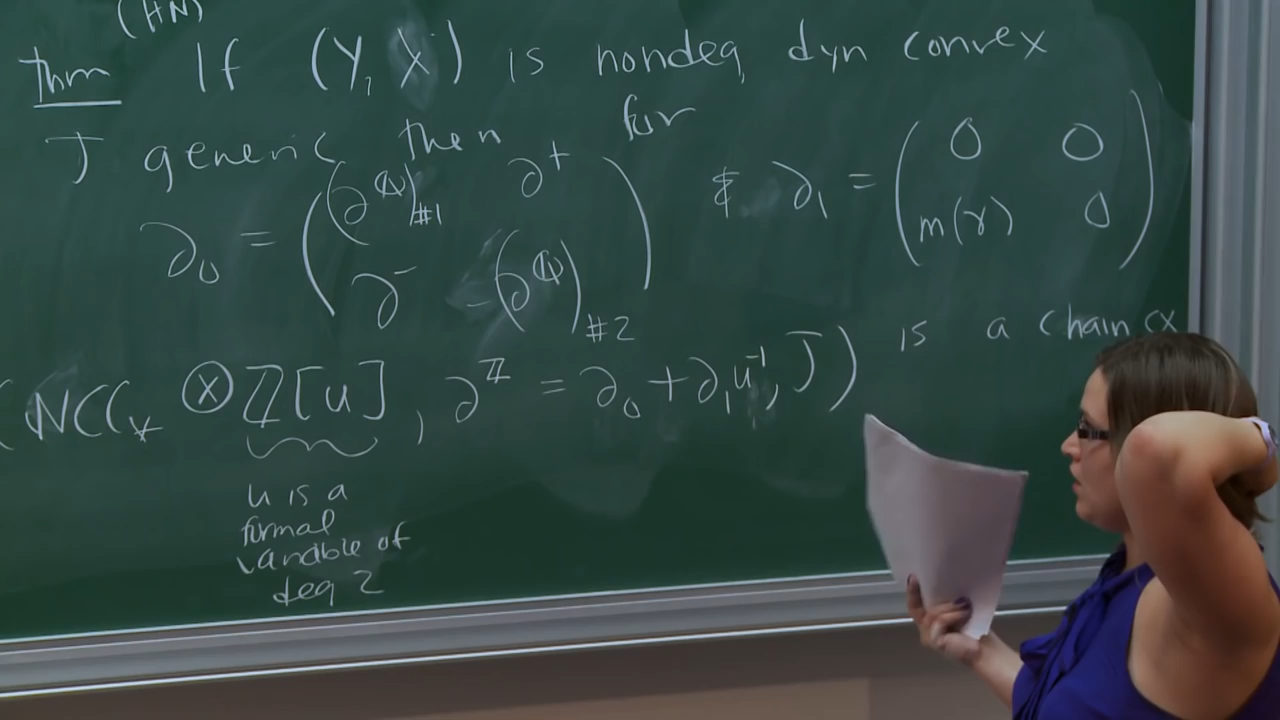 (HN)
Thm If (Y, λ) is nondeg, dyn convex
J generic then for
∂₀ = ( (∂^ℚ)#1 ∂⁺ ; ∂⁻ -(∂^ℚ)#2 ) & ∂₁ = ( 0 0 ; m(γ) 0 )
(NCC_* ⊗ ℤ[u], ∂^ℤ = ∂₀ + ∂₁u⁻¹, J) is a chain cx
u is a
formal
variable of
deg 2